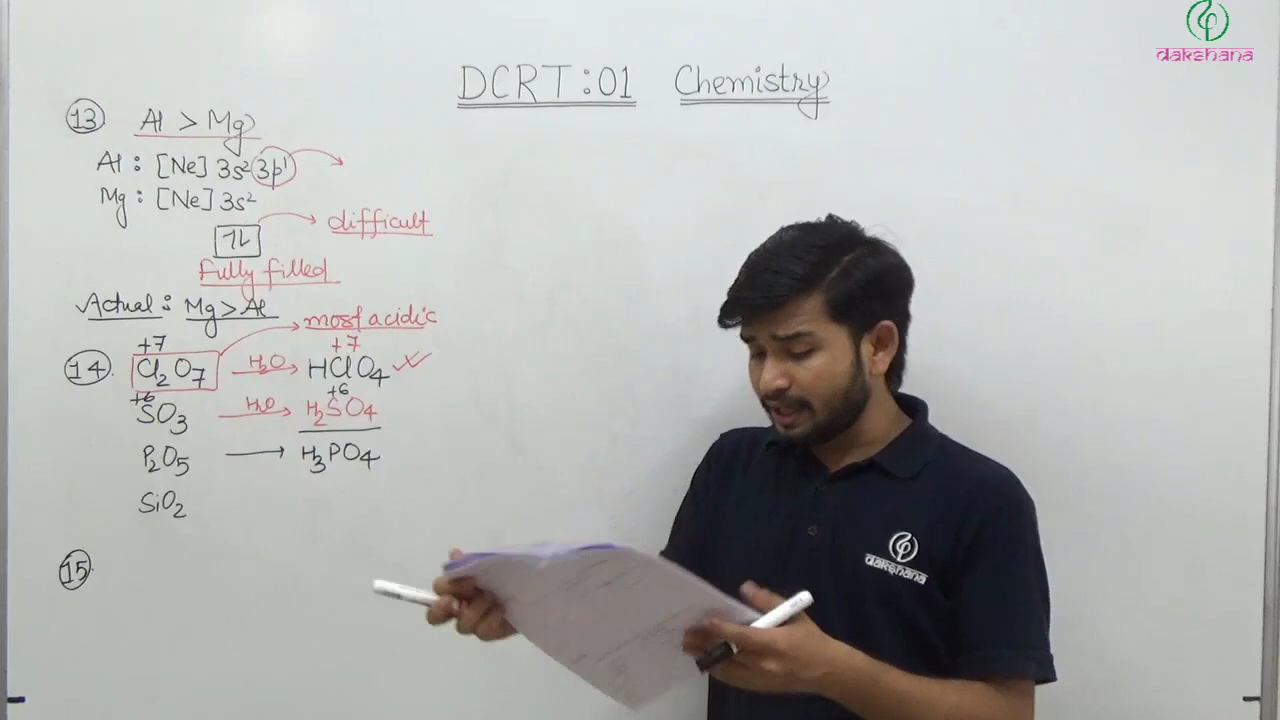 dakshana
DCRT:01 Chemistry
13 Al > Mg
Al : [Ne] 3s² 3p¹
Mg : [Ne] 3s²
1L difficult
Fully filled
Actual : Mg > Al
most acidic
+7 +7
14. Cl₂O₇ H₂O HClO₄
+6 +6
SO₃ H₂O H₂SO₄
P₂O₅ → H₃PO₄
SiO₂
15.
dakshana